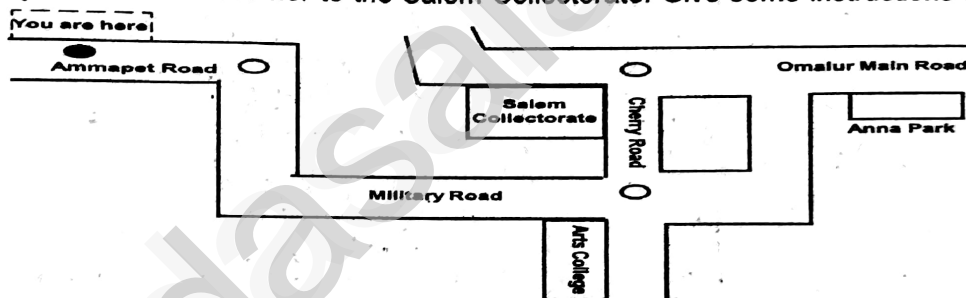 to the Salem Collectorate. Give some instructions
You are here
Ammapet Road
Omalur Main Road
Salem
Collectorate
Cherry Road
Anna Park
Military Road
Arts College